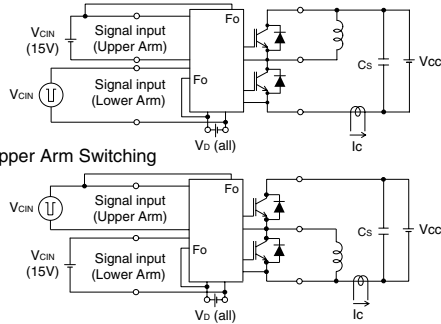 Fo
VCIN
(15V)
Signal input
(Upper Arm)
CS
VCC
Fo
VCIN
Signal input
(Lower Arm)
VD (all)
IC
pper Arm Switching
Fo
VCIN
Signal input
(Upper Arm)
CS
VCC
Fo
VCIN
(15V)
Signal input
(Lower Arm)
VD (all)
IC